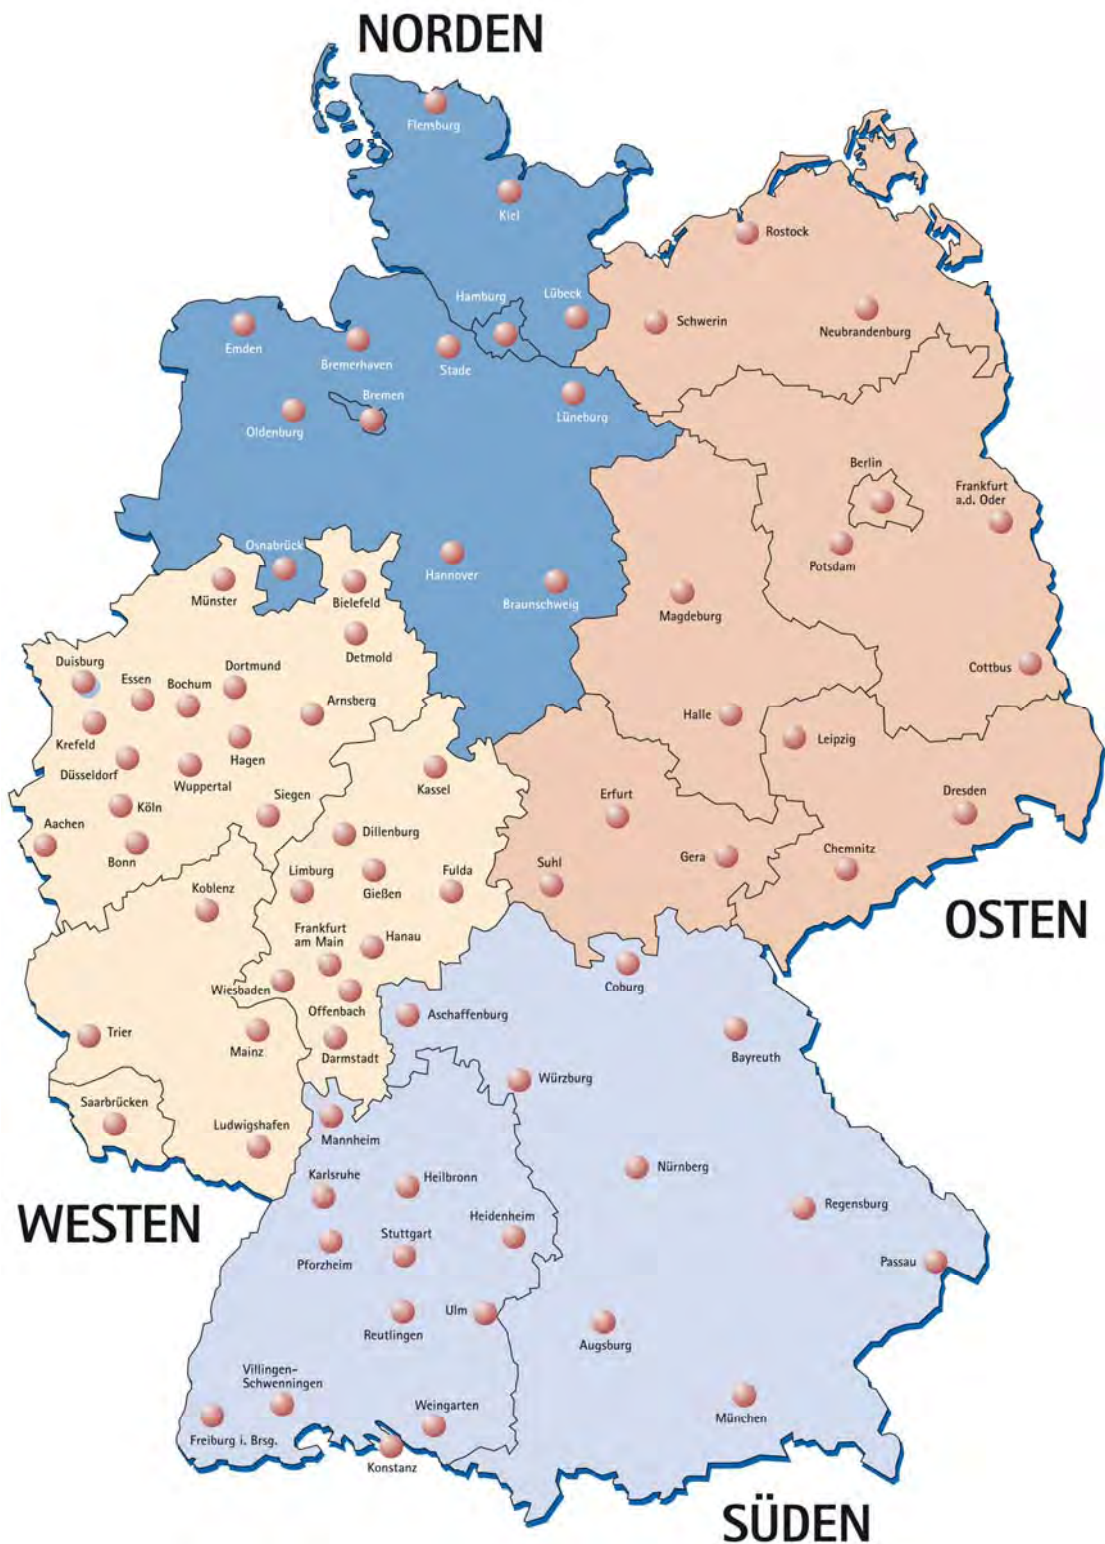 NORDEN
Flensburg
Kiel
Rostock
Hamburg
Lübeck
Schwerin
Neubrandenburg
Emden
Bremerhaven
Stade
Bremen
Lüneburg
Oldenburg
Berlin
Frankfurt
a.d. Oder
Potsdam
Osnabrück
Hannover
Braunschweig
Münster
Bielefeld
Magdeburg
Detmold
Duisburg
Essen
Bochum
Dortmund
Arnsberg
Cottbus
Halle
Leipzig
Krefeld
Düsseldorf
Wuppertal
Hagen
Kassel
Siegen
Köln
Aachen
Bonn
Erfurt
Dresden
Dillenburg
Limburg
Gießen
Fulda
Suhl
Gera
Chemnitz
Koblenz
OSTEN
Frankfurt
am Main
Hanau
Wiesbaden
Offenbach
Coburg
Aschaffenburg
Trier
Mainz
Darmstadt
Bayreuth
Würzburg
Saarbrücken
Ludwigshafen
Mannheim
WESTEN
Karlsruhe
Heilbronn
Nürnberg
Regensburg
Heidenheim
Stuttgart
Pforzheim
Passau
Ulm
Reutlingen
Augsburg
Villingen-
Schwenningen
Weingarten
München
Freiburg i. Brsg.
Konstanz
SÜDEN